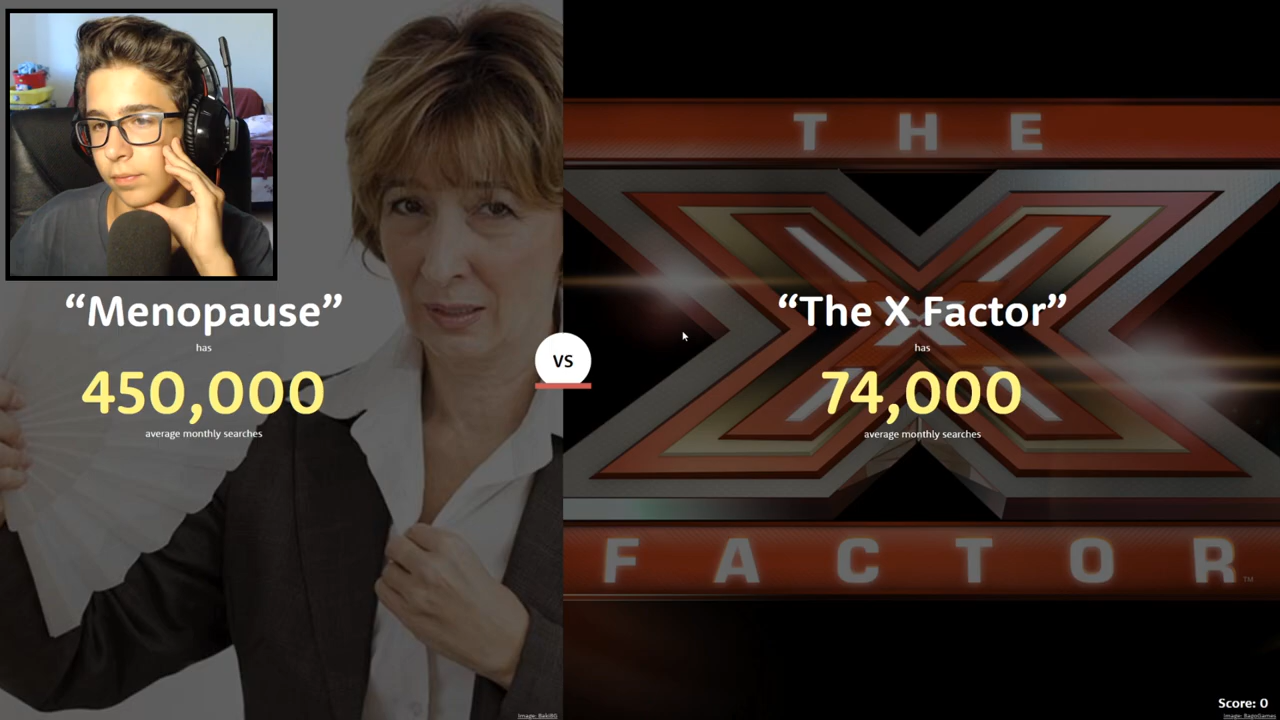 “Menopause”
has
450,000
average monthly searches
VS
THE
“The X Factor”
has
74,000
average monthly searches
FACTOR™
Score: 0